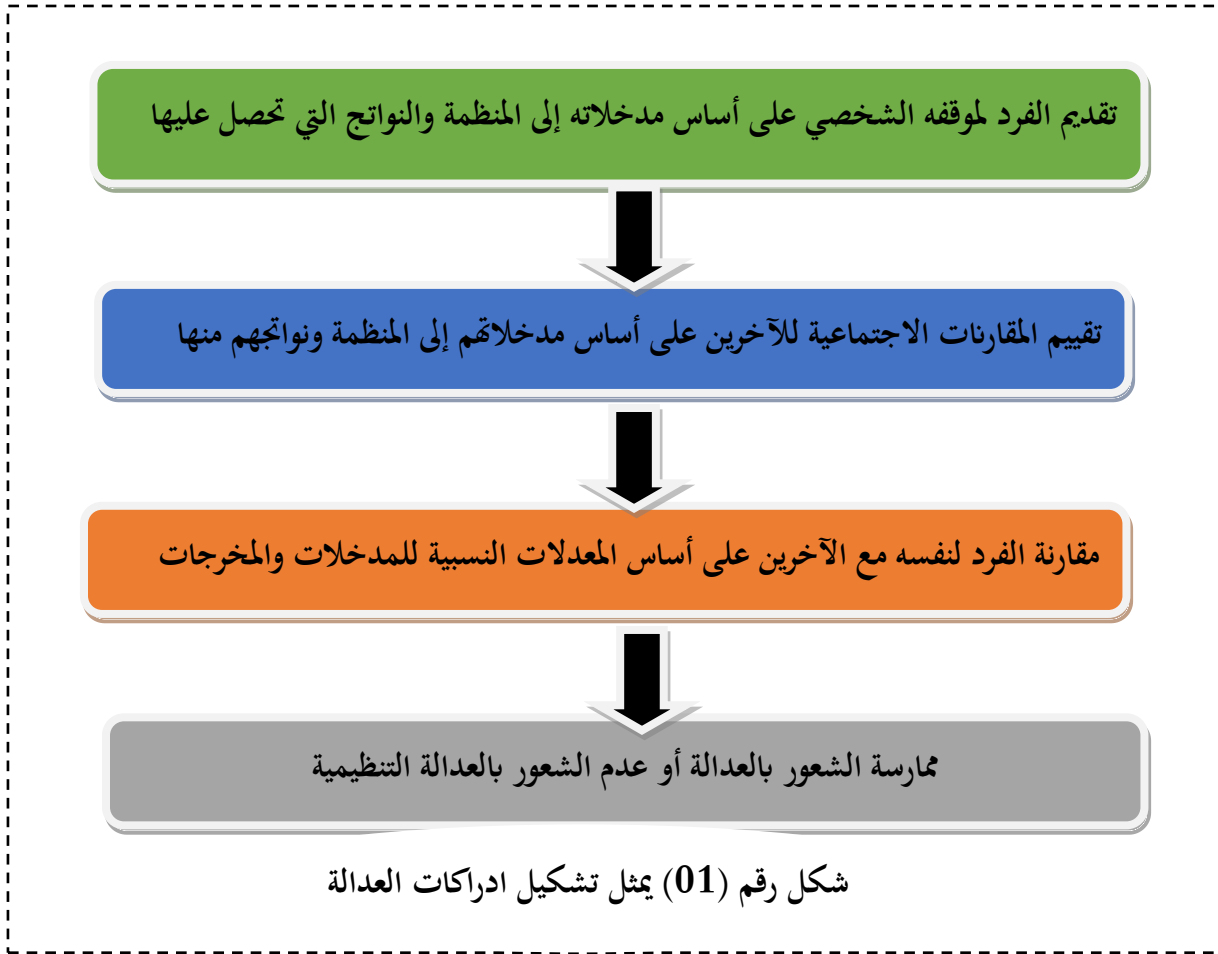 تقديم الفرد لموقفه الشخصي على أساس مدخلاته إلى المنظمة والنواتج التي تحصل عليها
تقييم المقارنات الاجتماعية للآخرين على أساس مدخلاتهم إلى المنظمة ونواتجهم منها
مقارنة الفرد لنفسه مع الآخرين على أساس المعدلات النسبية للمدخلات والمخرجات
ممارسة الشعور بالعدالة أو عدم الشعور بالعدالة التنظيمية
شكل رقم (01) يمثل تشكيل ادراكات العدالة